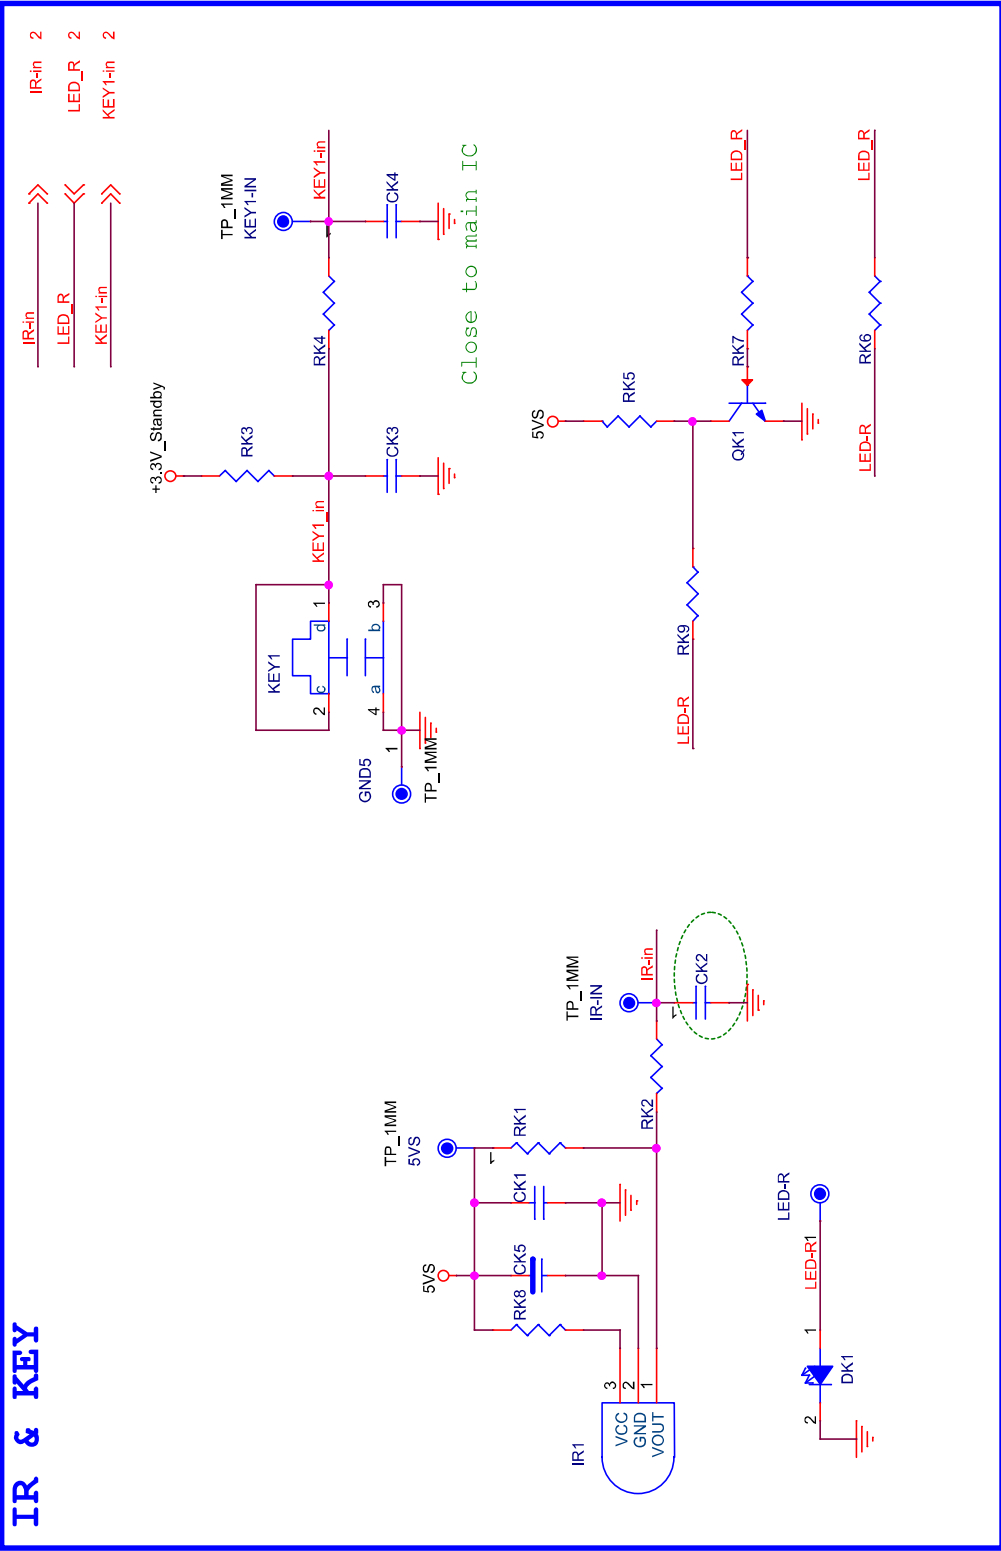 IR & KEY
IR-in
IR-in 2
LED_R
LED_R 2
KEY1-in
KEY1-in 2
+3.3V_Standby
RK3
KEY1
c
d
2
1
KEY1_in
RK4
TP_1MM
KEY1-IN
1
KEY1-in
4
a
b
3
CK3
CK4
GND5
1
TP_1MM
Close to main IC
TP_1MM
5VS
1
5VS
RK8
CK5
CK1
RK1
IR1
VCC
GND
VOUT
3
2
1
RK2
TP_1MM
IR-IN
1
IR-in
CK2
5VS
RK5
LED-R
RK9
QK1
RK7
LED_R
LED-R
RK6
LED_R
2
DK1
1
LED-R1
LED-R